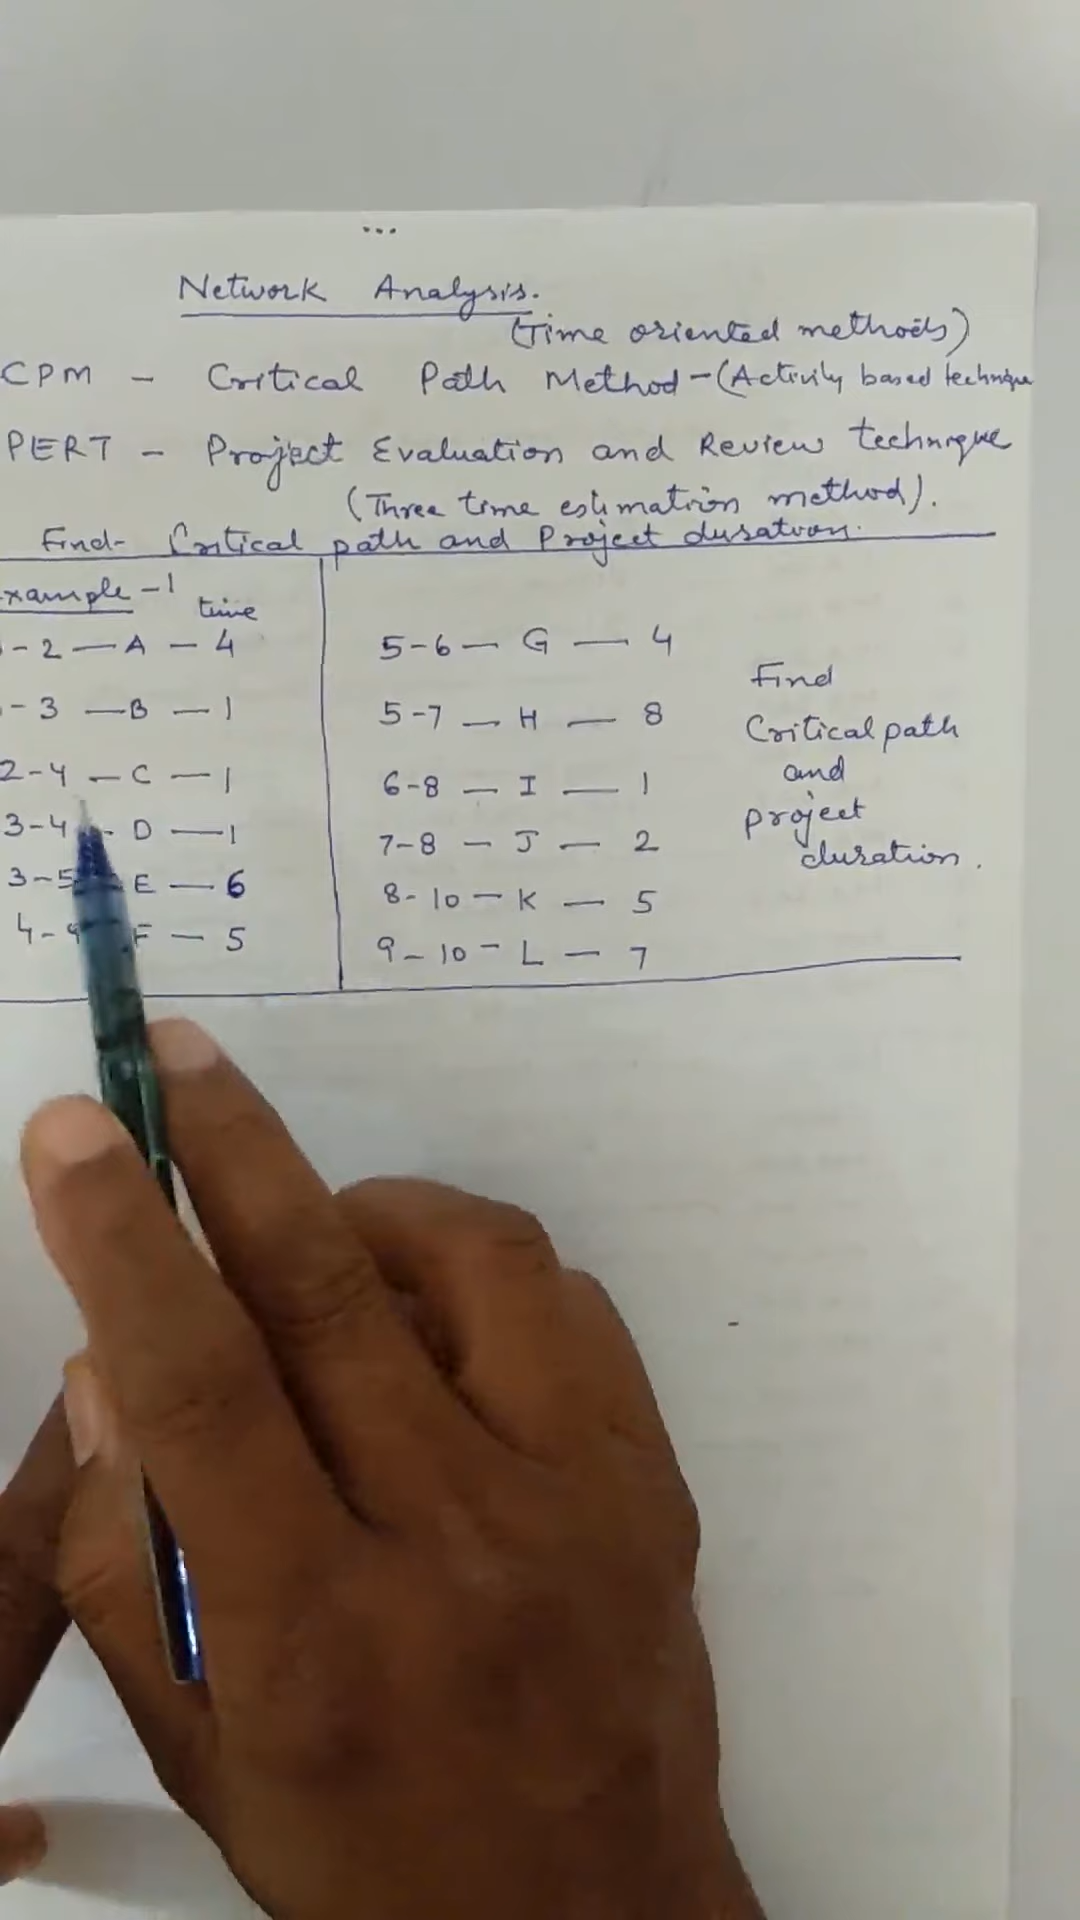 ...
Network Analysis.
(Time oriented methods)
CPM - Critical Path Method - (Activity based technique
PERT - Project Evaluation and Review technique
(Three time estimation method).
Find- Critical path and Project duration.
xample -1 time
- 2 — A — 4
- 3 — B — 1
2-4 — C — 1
3-4 - D — 1
3-5 E — 6
4- F — 5
5-6 — G — 4
5-7 — H — 8
6-8 — I — 1
7-8 — J — 2
8-10 — K — 5
9-10 - L — 7
Find
Critical path
and
project
duration.